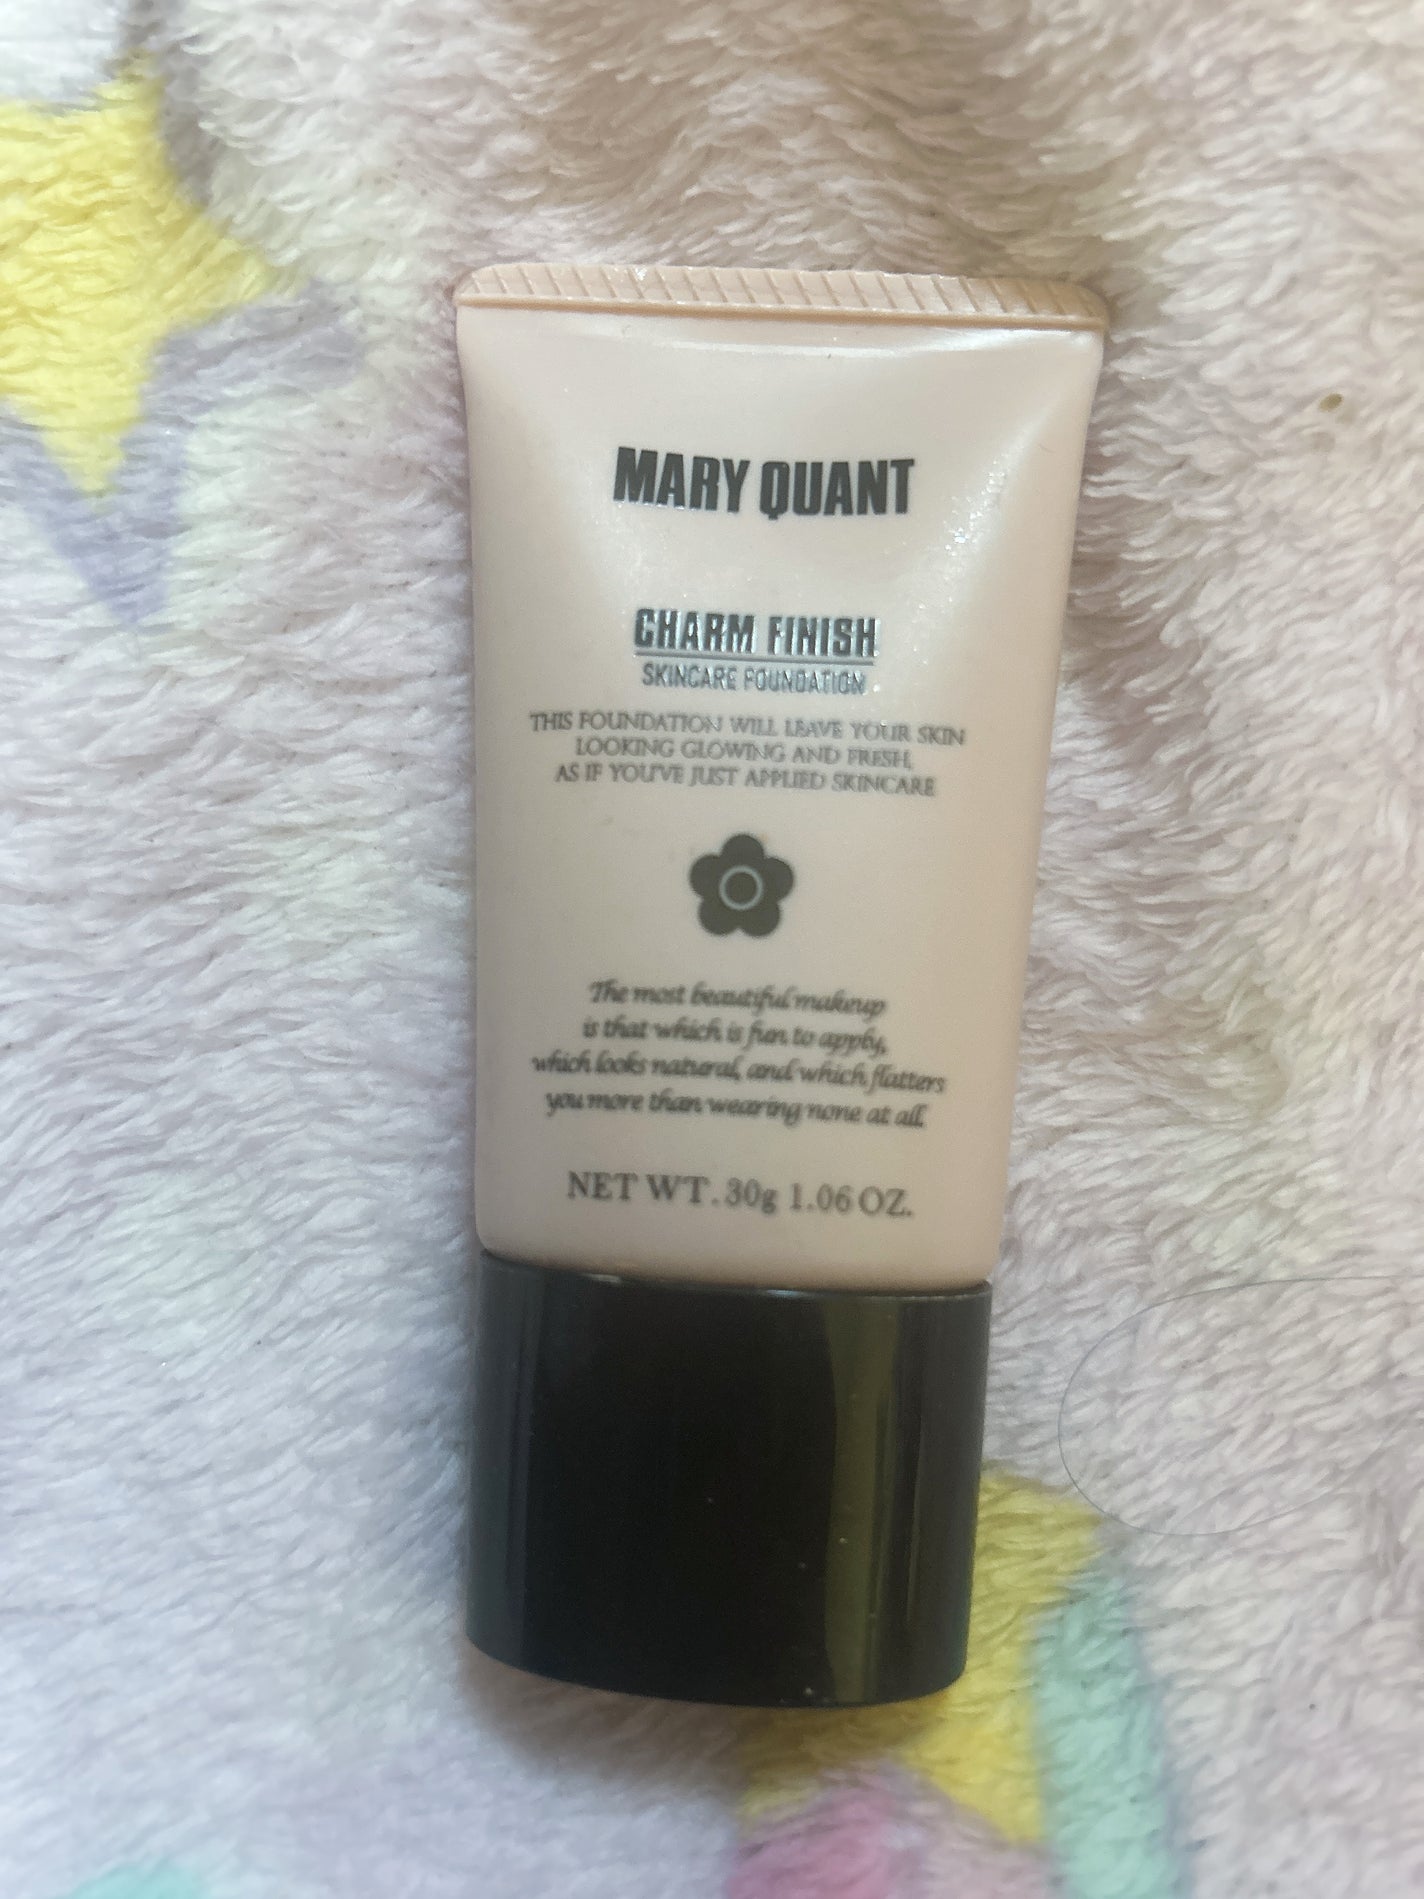 MARY QUANT
CHARM FINISH
SKINCARE FOUNDATION
THIS FOUNDATION WILL LEAVE YOUR SKIN
LOOKING GLOWING AND FRESH,
AS IF YOU'VE JUST APPLIED SKINCARE
The most beautiful makeup
is that which is fun to apply,
which looks natural, and which flatters
you more than wearing none at all.
NET WT. 30g 1.06 OZ.